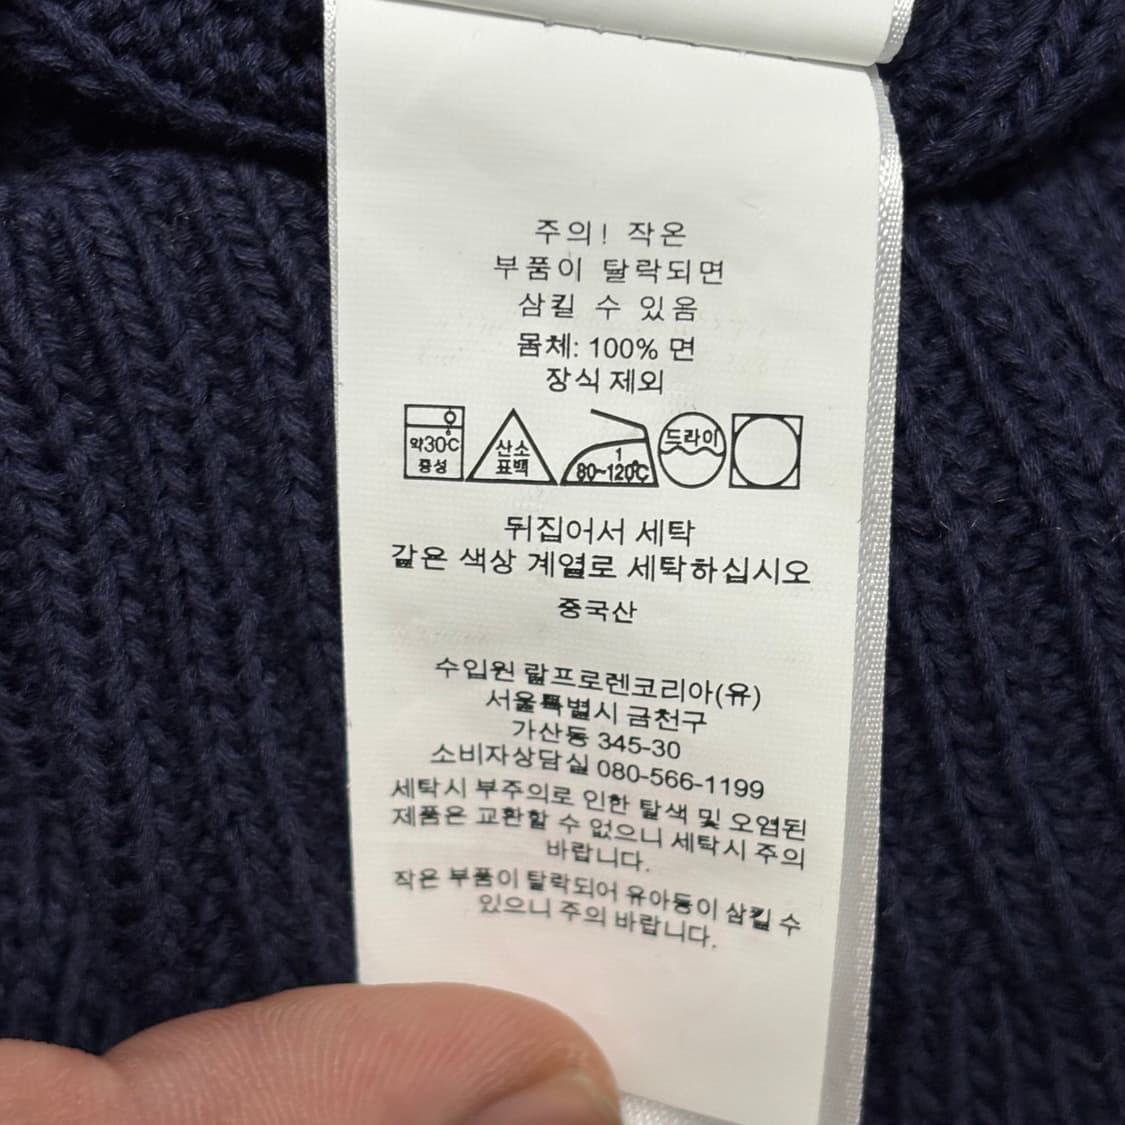 주의! 작은
부품이 탈락되면
삼킬 수 있음
몸체: 100% 면
장식 제외
약30C
중성
산소
표백
1
80~120℃
드라이
뒤집어서 세탁
같은 색상 계열로 세탁하십시오
중국산
수입원 랄프로렌코리아(유)
서울특별시 금천구
가산동 345-30
소비자상담실 080-566-1199
세탁시 부주의로 인한 탈색 및 오염된
제품은 교환할 수 없으니 세탁시 주의
바랍니다.
작은 부품이 탈락되어 유아동이 삼킬 수
있으니 주의 바랍니다.